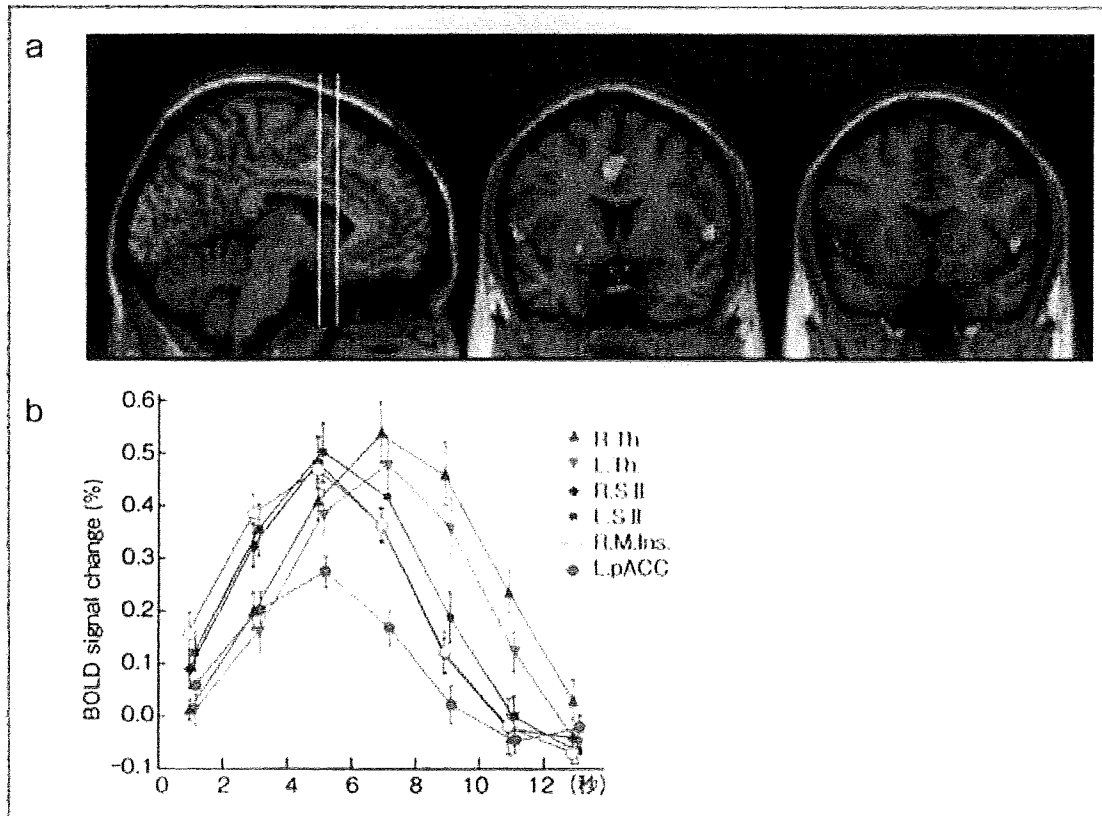 a
b
BOLD signal change (%)
0.6
0.5
0.4
0.3
0.2
0.1
0.0
-0.1
R.Th
L.Th.
R.S II
L.S II
R.M.Ins.
L.pACC
0 2 4 6 8 10 12 (秒)